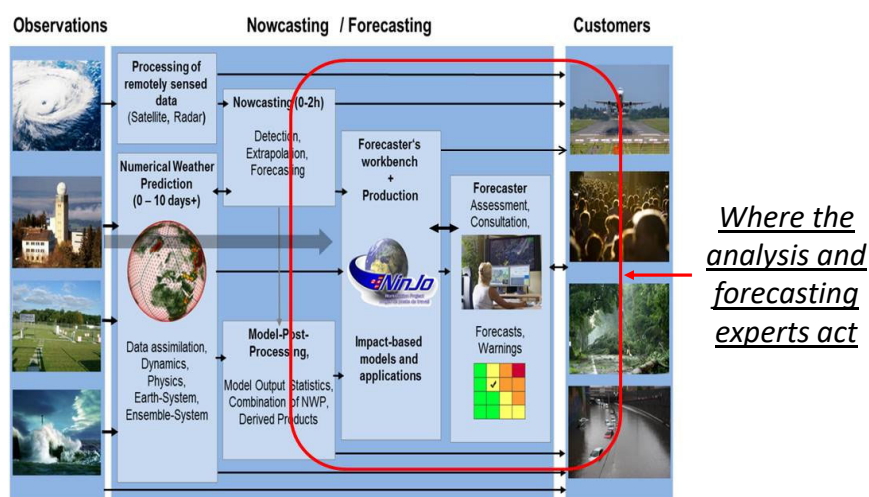 Observations
Nowcasting / Forecasting
Customers
Processing of
remotely sensed
data
(Satellite, Radar)
Nowcasting (0-2h)
Detection,
Extrapolation,
Forecasting
Numerical Weather
Prediction
(0 – 10 days+)
Data assimilation,
Dynamics,
Physics,
Earth-System,
Ensemble-System
Model-Post-
Processing,
Model Output Statistics,
Combination of NWP,
Derived Products
Forecaster's
workbench
+
Production
NinJo
Impact-based
models and
applications
Forecaster
Assessment,
Consultation,
Forecasts,
Warnings
Where the
analysis and
forecasting
experts act